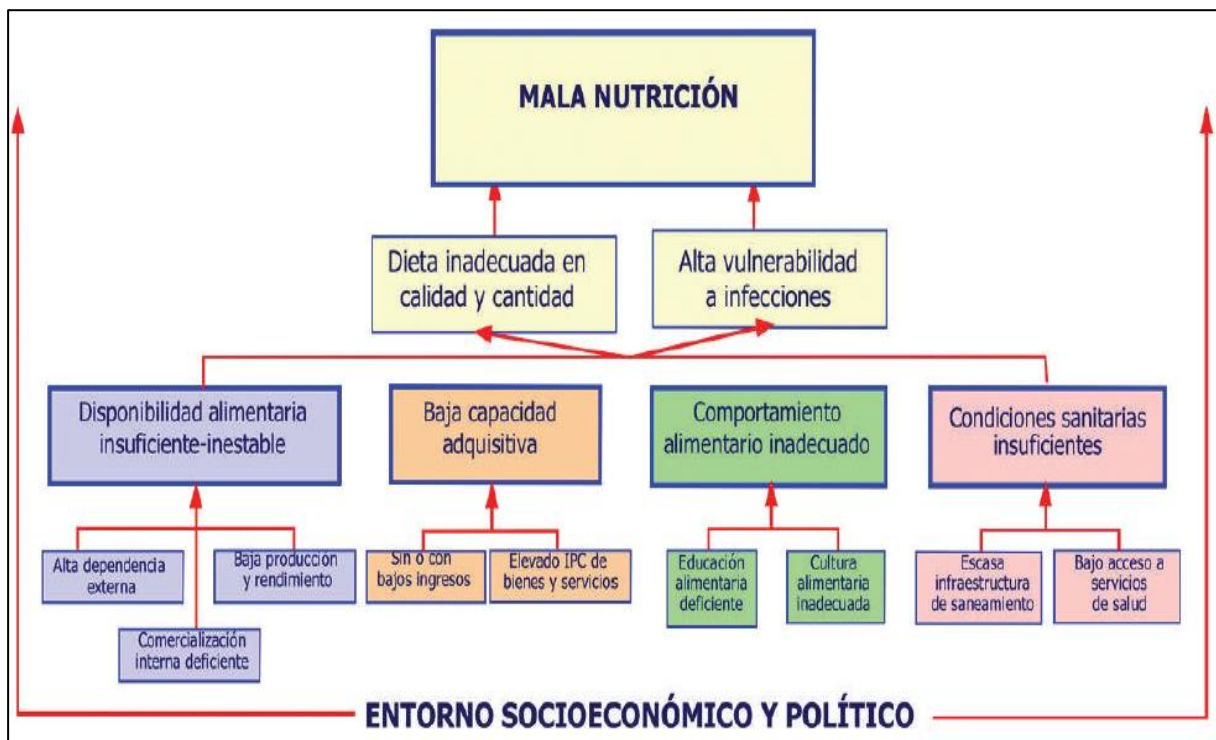 MALA NUTRICIÓN
Dieta inadecuada en
calidad y cantidad
Alta vulnerabilidad
a infecciones
Disponibilidad alimentaria
insuficiente-inestable
Baja capacidad
adquisitiva
Comportamiento
alimentario inadecuado
Condiciones sanitarias
insuficientes
Alta dependencia
externa
Baja producción
y rendimiento
Comercialización
interna deficiente
Sin o con
bajos ingresos
Elevado IPC de
bienes y servicios
Educación
alimentaria
deficiente
Cultura
alimentaria
inadecuada
Escasa
infraestructura
de saneamiento
Bajo acceso a
servicios
de salud
ENTORNO SOCIOECONÓMICO Y POLÍTICO